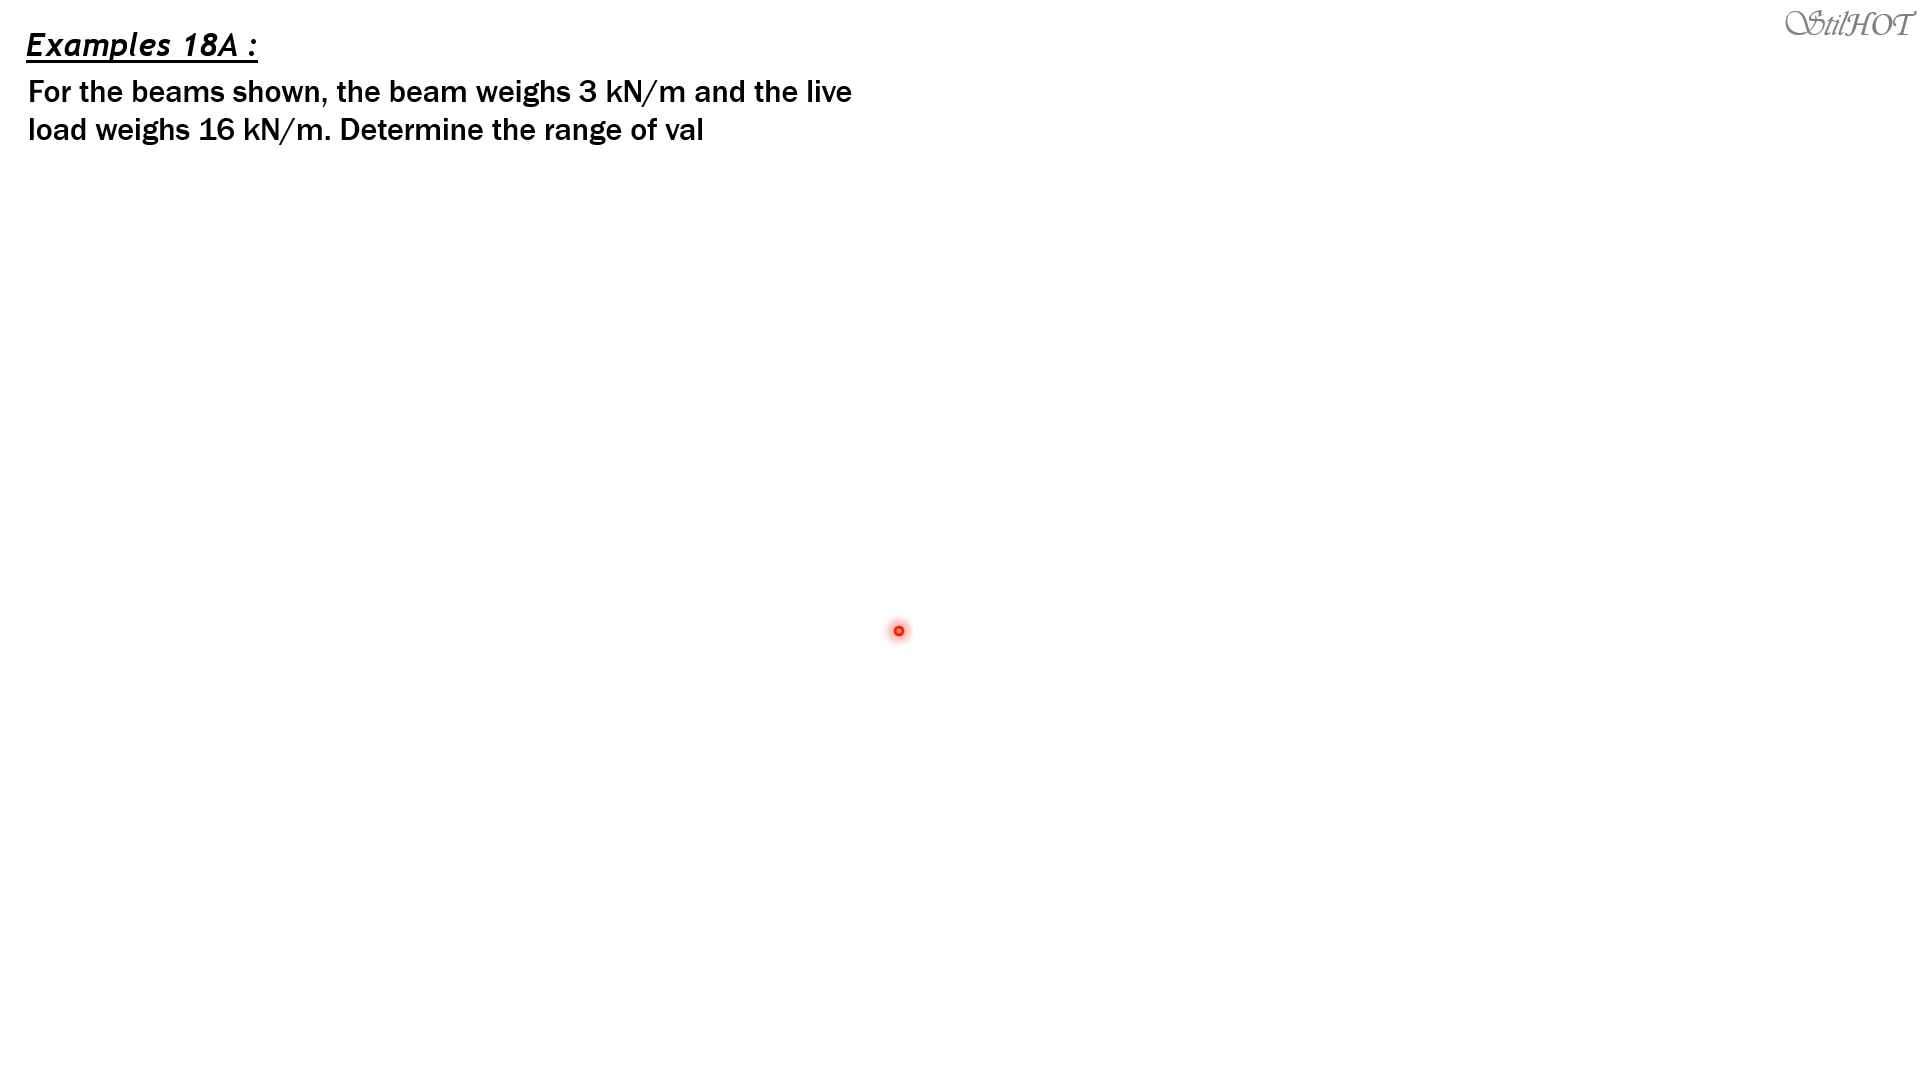 StilHOT
Examples 18A :
For the beams shown, the beam weighs 3 kN/m and the live
load weighs 16 kN/m. Determine the range of val